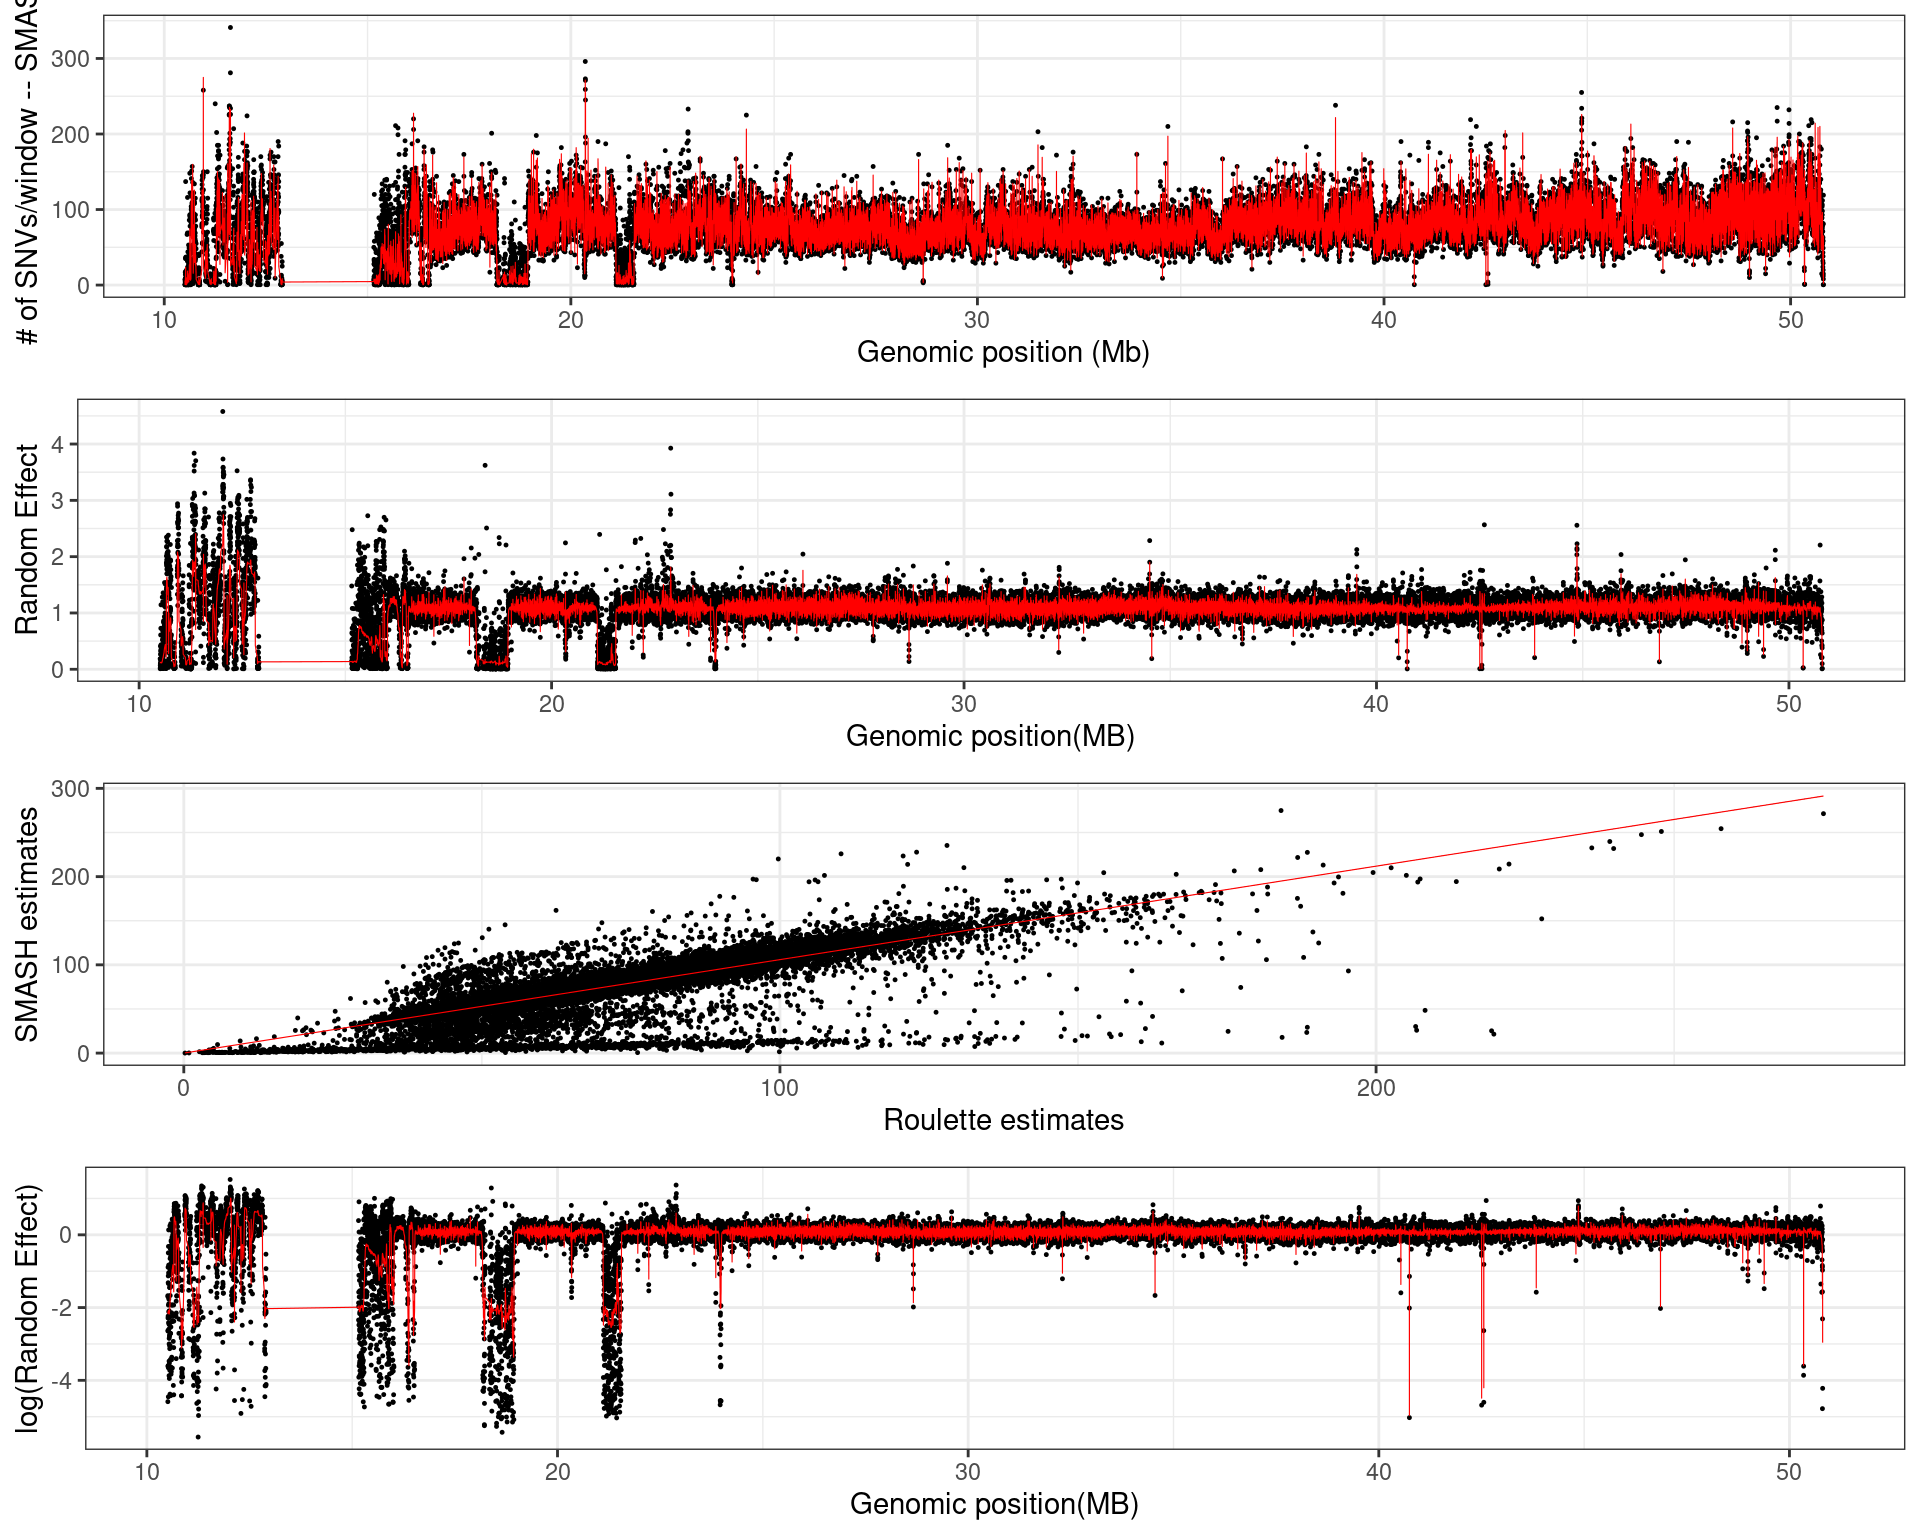 # of SNVs/window -- SMAS
300
200
100
0
10 20 30 40 50
Genomic position (Mb)
Random Effect
4
3
2
1
0
10 20 30 40 50
Genomic position(MB)
SMASH estimates
300
200
100
0
0 100 200
Roulette estimates
log(Random Effect)
0
-2
-4
10 20 30 40 50
Genomic position(MB)